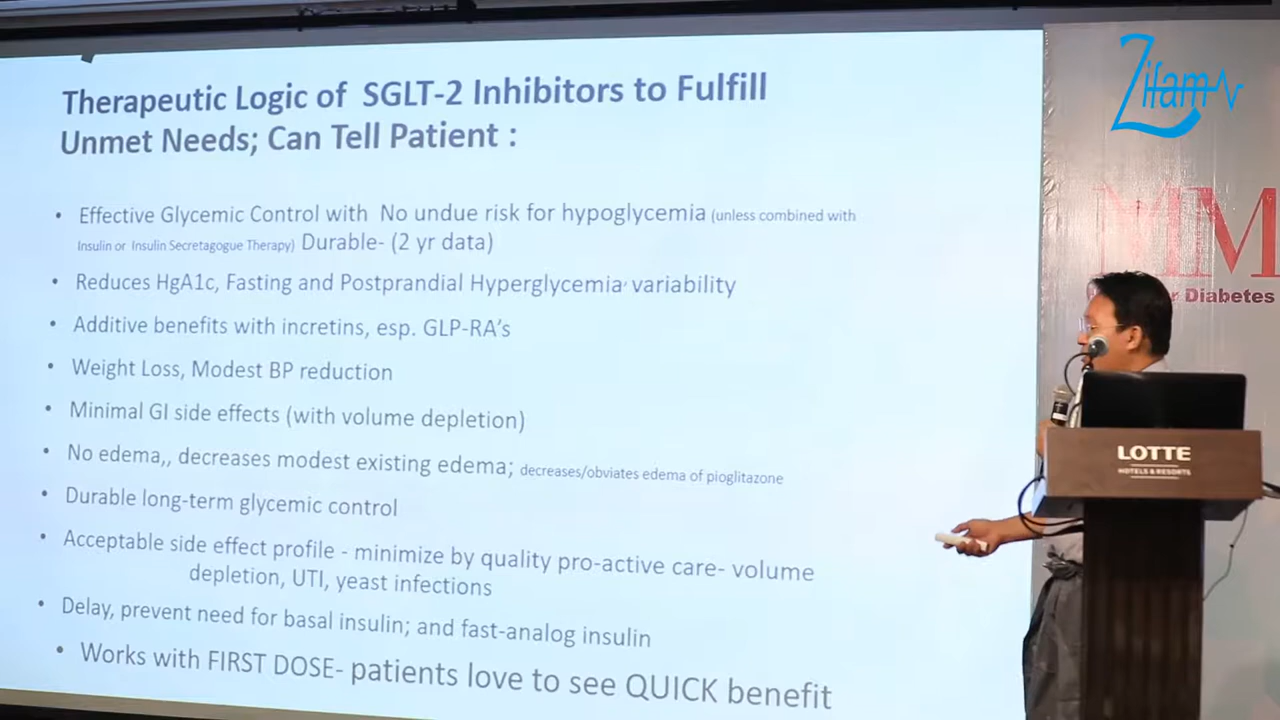 Therapeutic Logic of SGLT-2 Inhibitors to Fulfill
Unmet Needs; Can Tell Patient :
• Effective Glycemic Control with No undue risk for hypoglycemia (unless combined with
Insulin or Insulin Secretagogue Therapy) Durable- (2 yr data)
• Reduces HgA1c, Fasting and Postprandial Hyperglycemia, variability
• Additive benefits with incretins, esp. GLP-RA's
• Weight Loss, Modest BP reduction
• Minimal GI side effects (with volume depletion)
• No edema,, decreases modest existing edema; decreases/obviates edema of pioglitazone
• Durable long-term glycemic control
• Acceptable side effect profile - minimize by quality pro-active care- volume
depletion, UTI, yeast infections
• Delay, prevent need for basal insulin; and fast-analog insulin
• Works with FIRST DOSE- patients love to see QUICK benefit
Zifam
MM
Diabetes
LOTTE
HOTELS & RESORTS